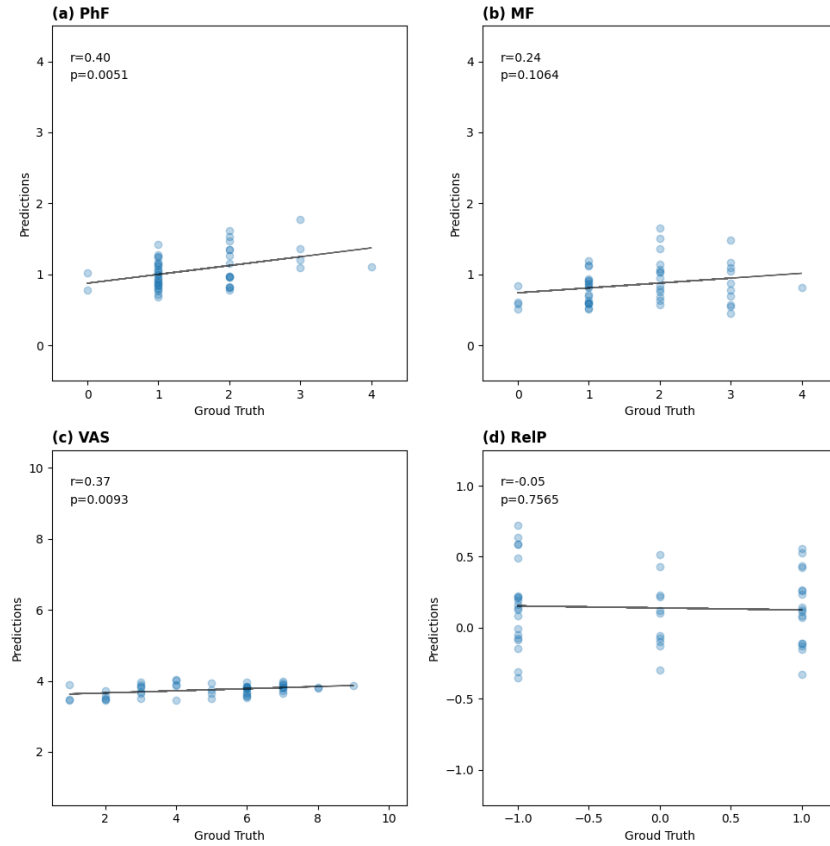 (a) PhF
r=0.40
p=0.0051
4
3
2
1
0
Predictions
0 1 2 3 4
Groud Truth
(b) MF
r=0.24
p=0.1064
4
3
2
1
0
Predictions
0 1 2 3 4
Groud Truth
(c) VAS
r=0.37
p=0.0093
10
8
6
4
2
Predictions
2 4 6 8 10
Groud Truth
(d) RelP
r=-0.05
p=0.7565
1.0
0.5
0.0
−0.5
−1.0
Predictions
−1.0 −0.5 0.0 0.5 1.0
Groud Truth